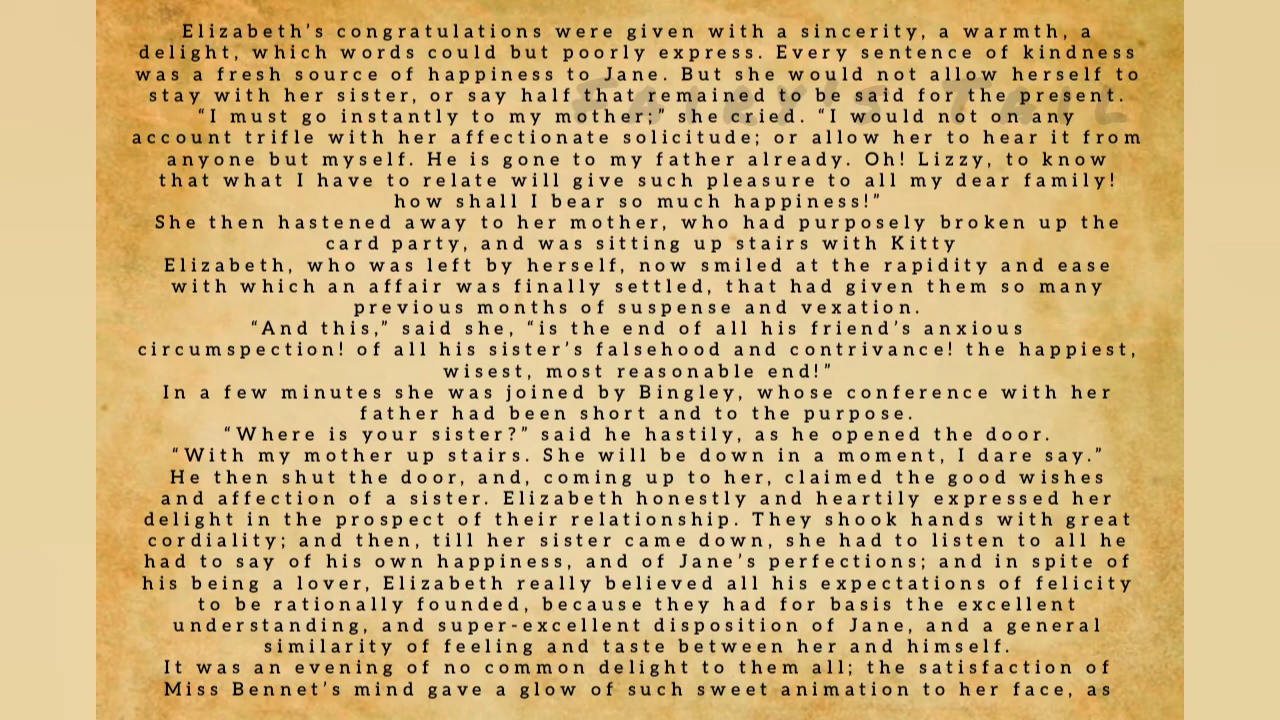 Elizabeth's congratulations were given with a sincerity, a warmth, a
delight, which words could but poorly express. Every sentence of kindness
was a fresh source of happiness to Jane. But she would not allow herself to
stay with her sister, or say half that remained to be said for the present.
“I must go instantly to my mother;” she cried. “I would not on any
account trifle with her affectionate solicitude; or allow her to hear it from
anyone but myself. He is gone to my father already. Oh! Lizzy, to know
that what I have to relate will give such pleasure to all my dear family!
how shall I bear so much happiness!”
She then hastened away to her mother, who had purposely broken up the
card party, and was sitting up stairs with Kitty
Elizabeth, who was left by herself, now smiled at the rapidity and ease
with which an affair was finally settled, that had given them so many
previous months of suspense and vexation.
“And this,” said she, “is the end of all his friend's anxious
circumspection! of all his sister's falsehood and contrivance! the happiest,
wisest, most reasonable end!”
In a few minutes she was joined by Bingley, whose conference with her
father had been short and to the purpose.
“Where is your sister?” said he hastily, as he opened the door.
“With my mother up stairs. She will be down in a moment, I dare say.”
He then shut the door, and, coming up to her, claimed the good wishes
and affection of a sister. Elizabeth honestly and heartily expressed her
delight in the prospect of their relationship. They shook hands with great
cordiality; and then, till her sister came down, she had to listen to all he
had to say of his own happiness, and of Jane's perfections; and in spite of
his being a lover, Elizabeth really believed all his expectations of felicity
to be rationally founded, because they had for basis the excellent
understanding, and super-excellent disposition of Jane, and a general
similarity of feeling and taste between her and himself.
It was an evening of no common delight to them all; the satisfaction of
Miss Bennet's mind gave a glow of such sweet animation to her face, as